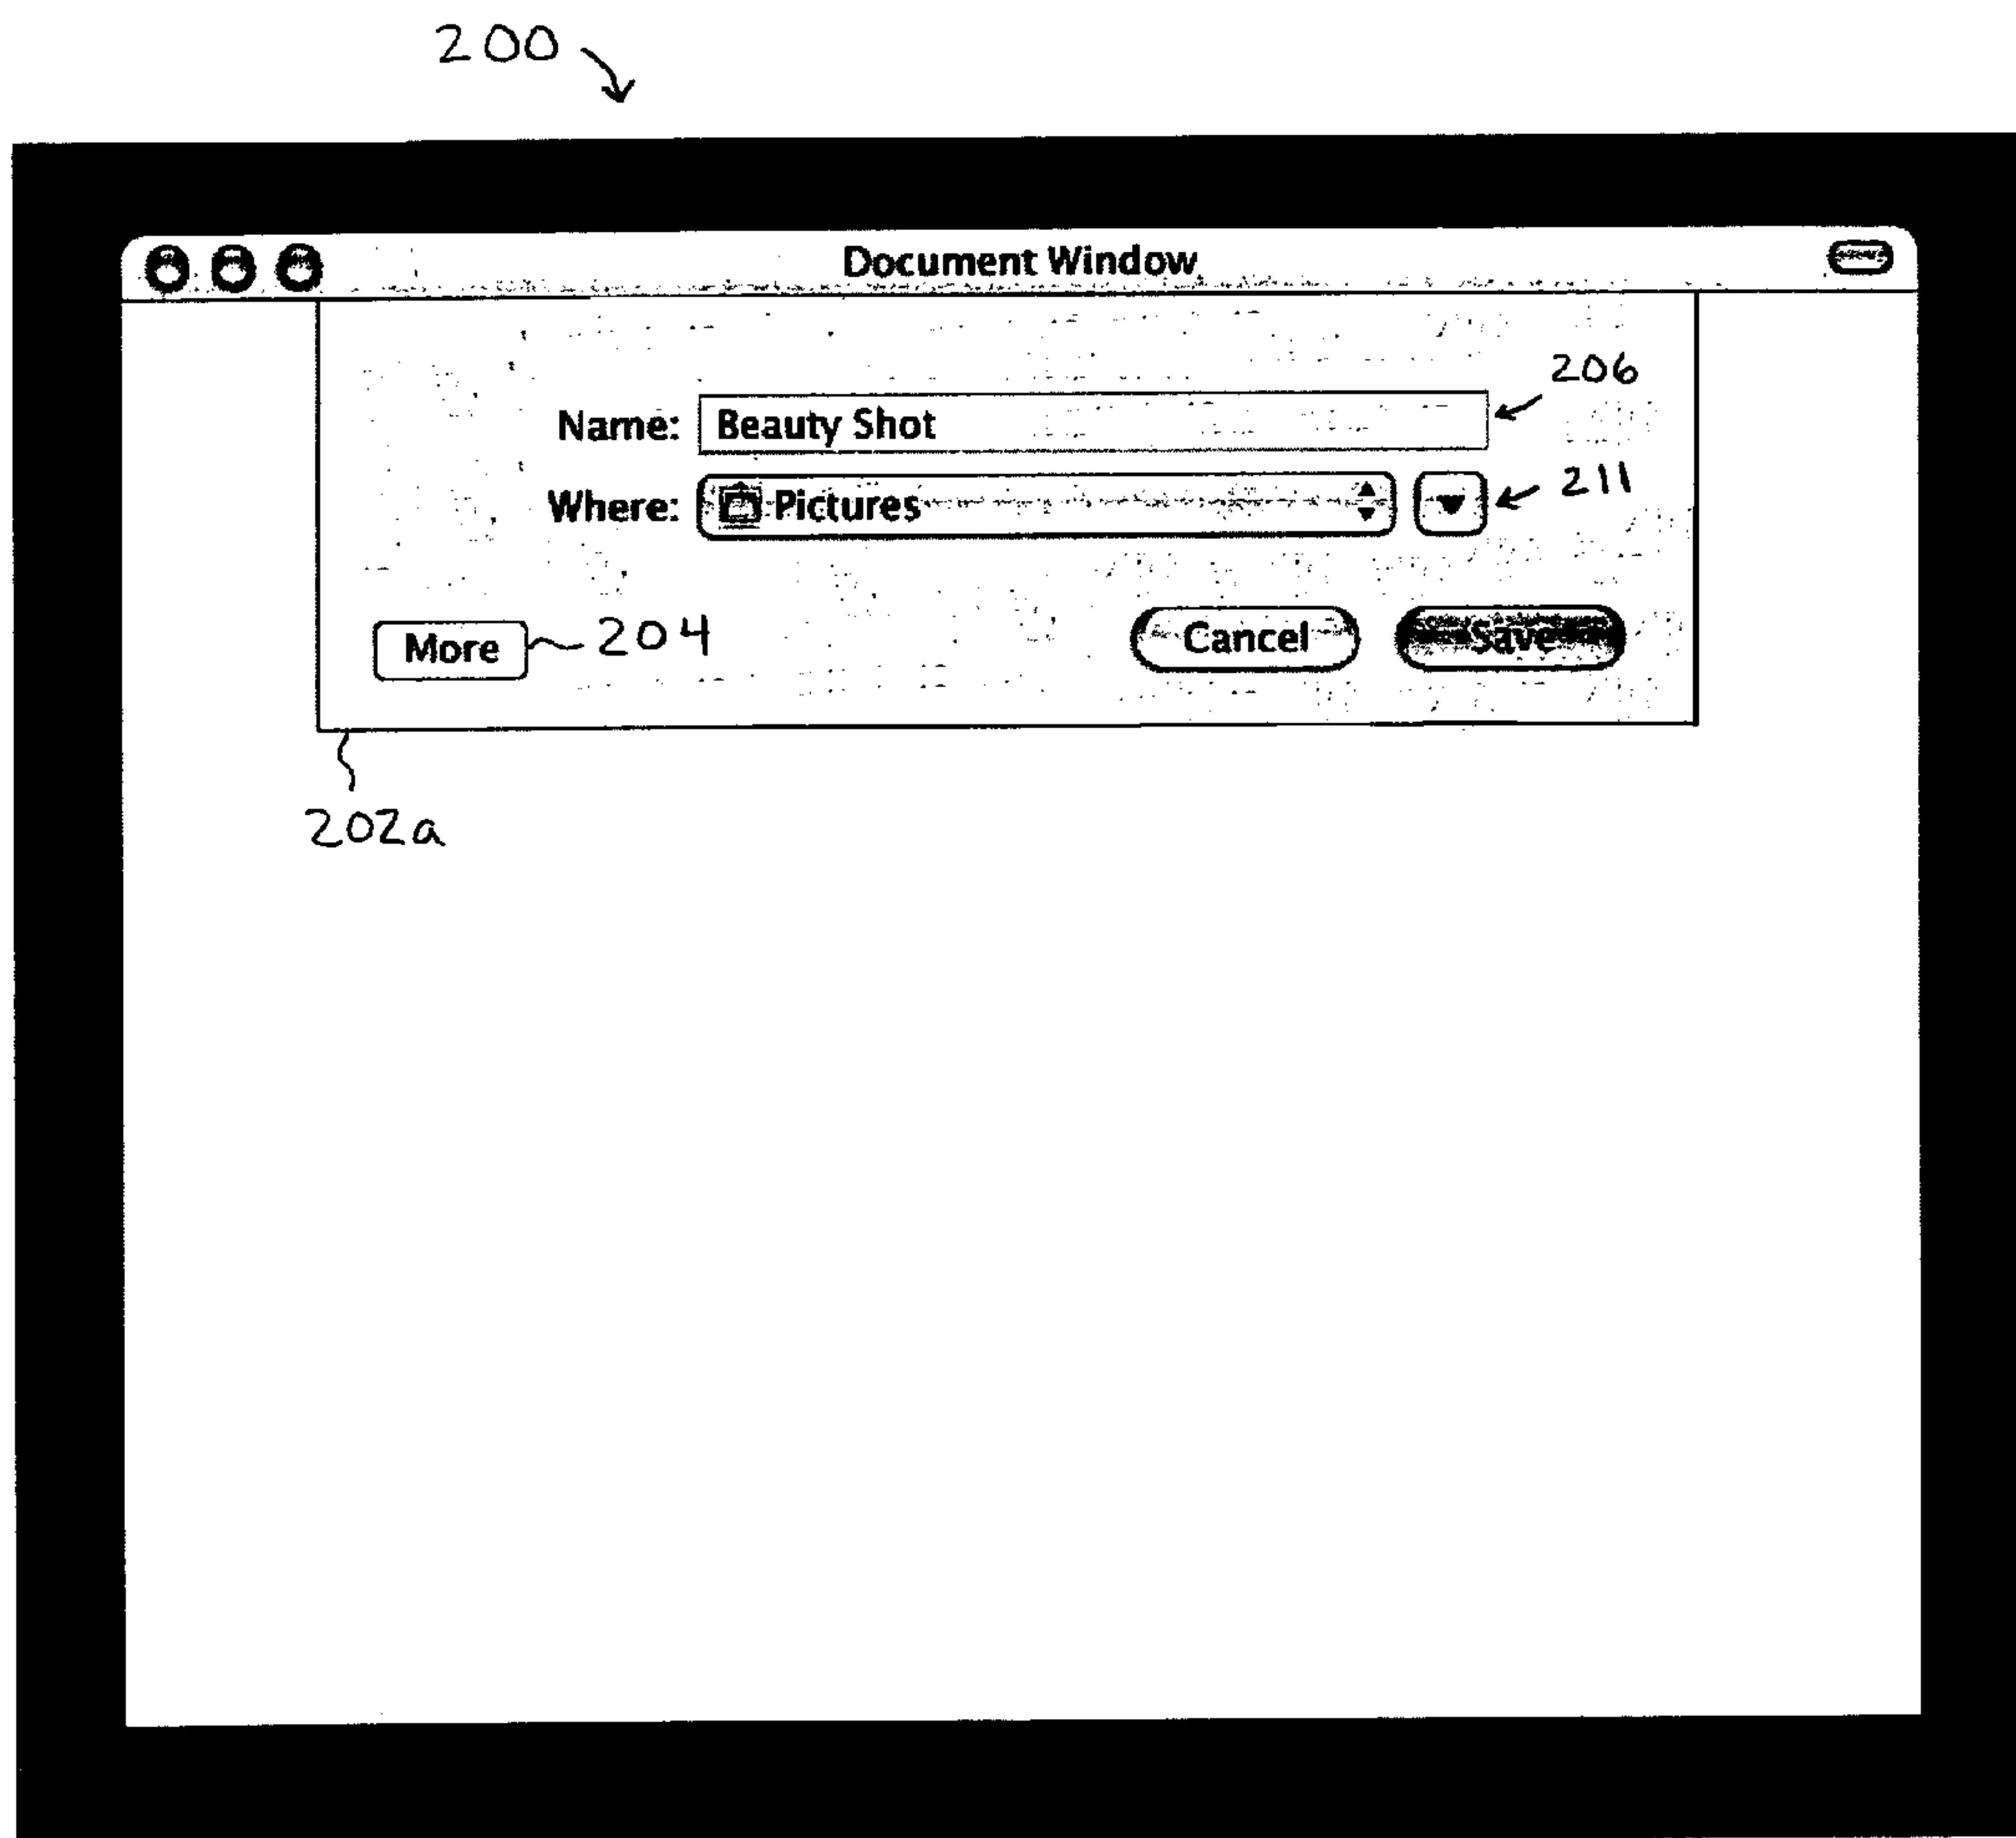 200
Document Window
206
Name: Beauty Shot
Where: Pictures
211
More
204
Cancel
Save
202a